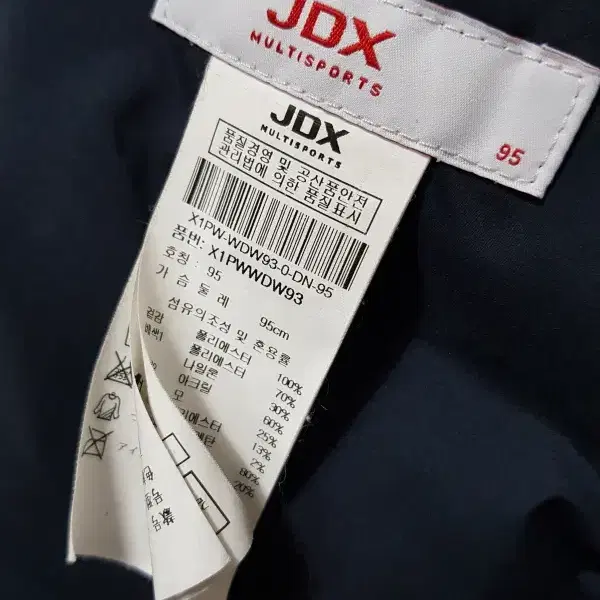 JDX
MULTISPORTS
95
JDX
MULTISPORTS
품질경영 및 공산품안전
관리법에 의한 품질표시
X1PW-WDW93-0-DN-95
품번: X1PWWDW93
호칭: 95
가슴둘레 95cm
섬유의조성 및 혼용률
겉감 폴리에스터 100%
배색1 폴리에스터 70%
나일론 30%
아크릴 60%
모 25%
에스터 13%
2%
80%
20%